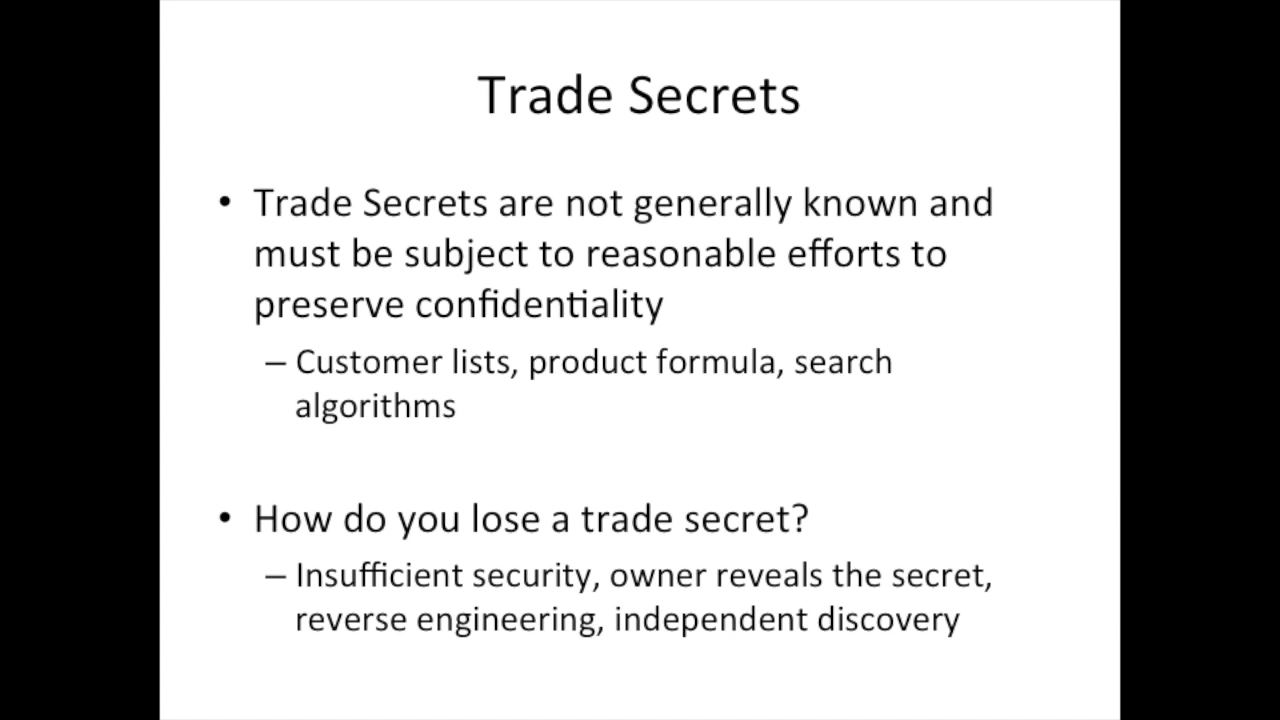 Trade Secrets
• Trade Secrets are not generally known and
must be subject to reasonable efforts to
preserve confidentiality
– Customer lists, product formula, search
algorithms
• How do you lose a trade secret?
– Insufficient security, owner reveals the secret,
reverse engineering, independent discovery